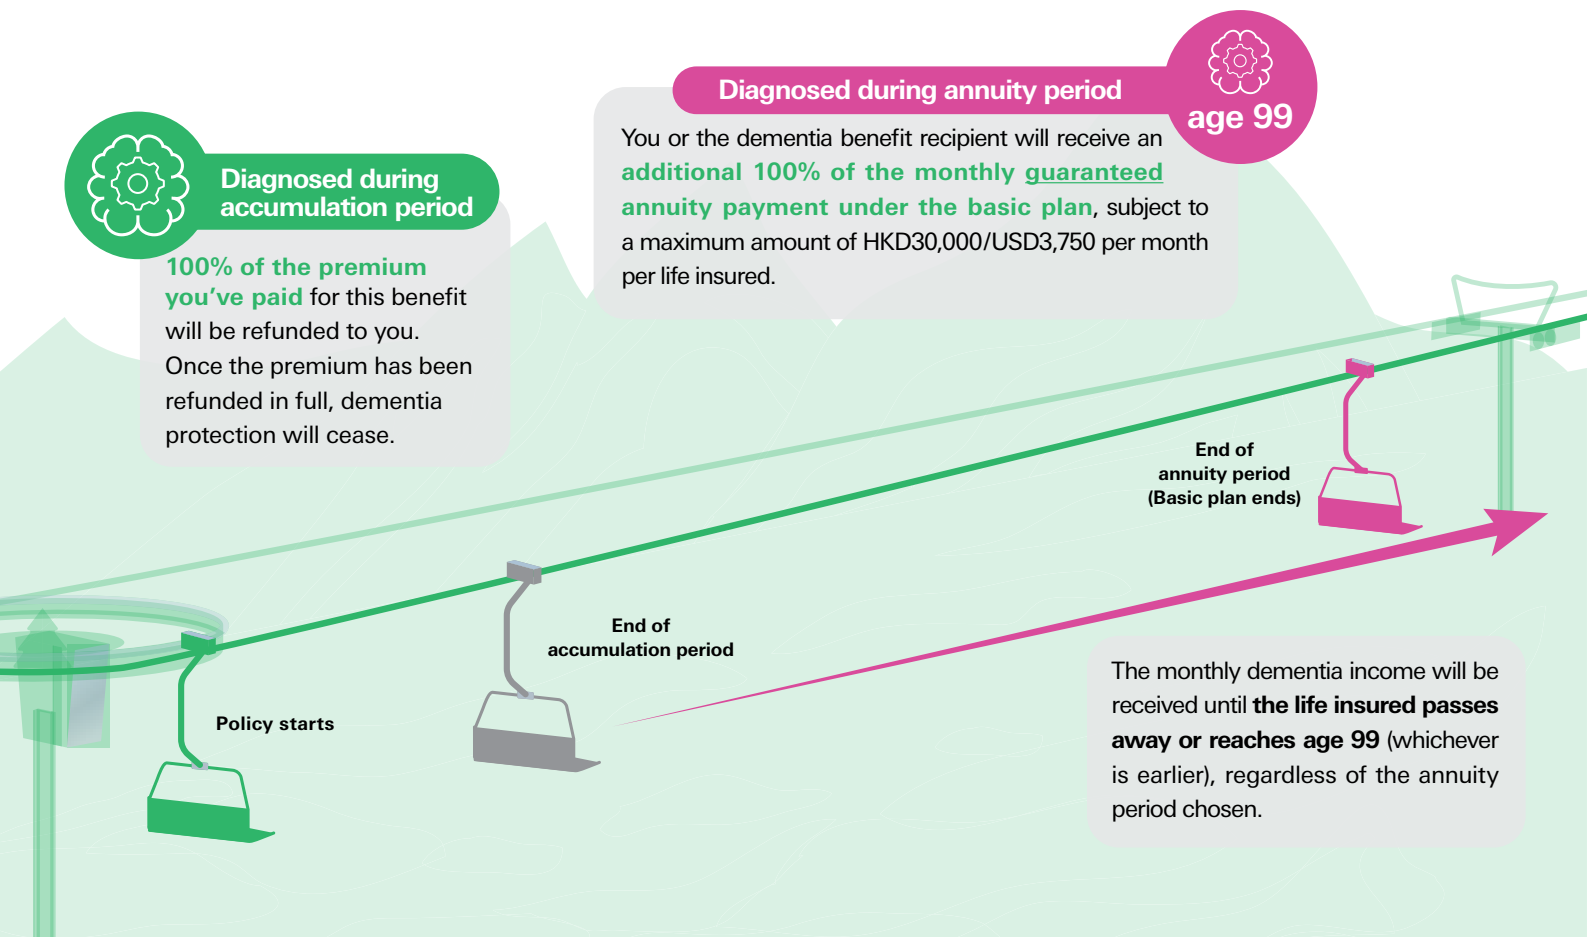 Diagnosed during
accumulation period
100% of the premium
you’ve paid for this benefit
will be refunded to you.
Once the premium has been
refunded in full, dementia
protection will cease.
Diagnosed during annuity period
age 99
You or the dementia benefit recipient will receive an
additional 100% of the monthly guaranteed
annuity payment under the basic plan, subject to
a maximum amount of HKD30,000/USD3,750 per month
per life insured.
End of
annuity period
(Basic plan ends)
End of
accumulation period
Policy starts
The monthly dementia income will be
received until the life insured passes
away or reaches age 99 (whichever
is earlier), regardless of the annuity
period chosen.